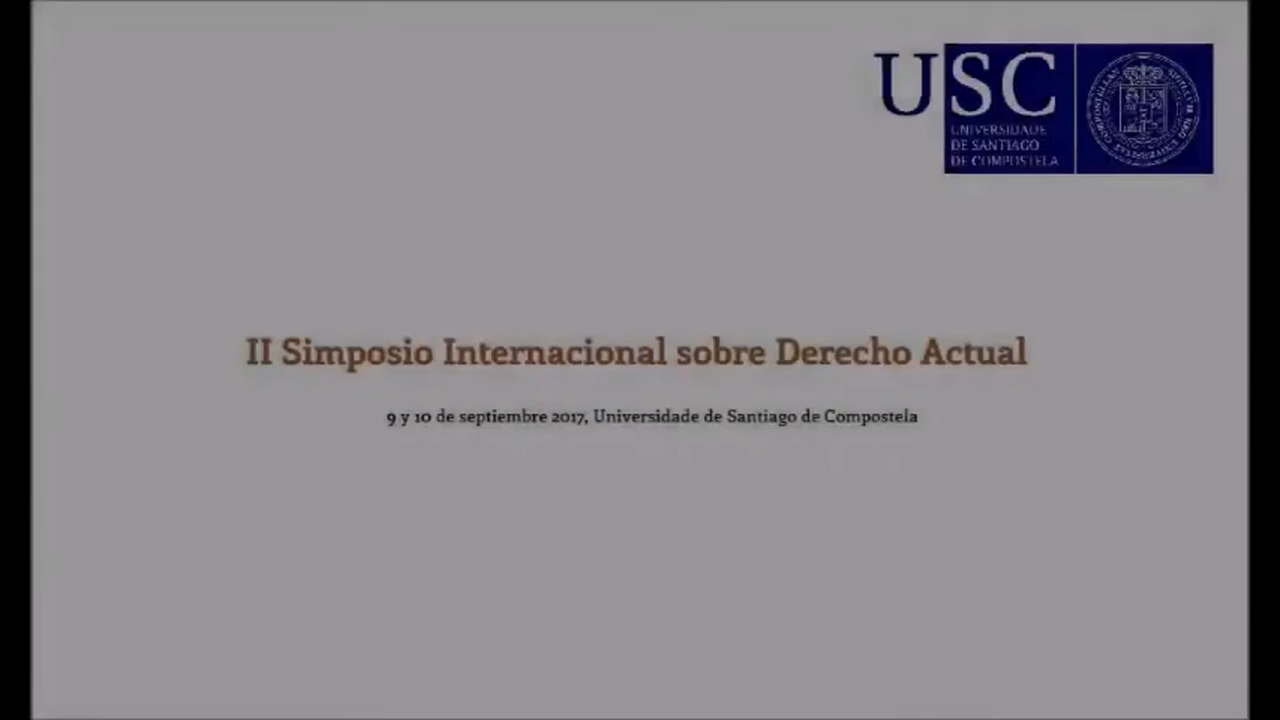 USC
UNIVERSIDADE
DE SANTIAGO
DE COMPOSTELA
II Simposio Internacional sobre Derecho Actual
9 y 10 de septiembre 2017, Universidade de Santiago de Compostela